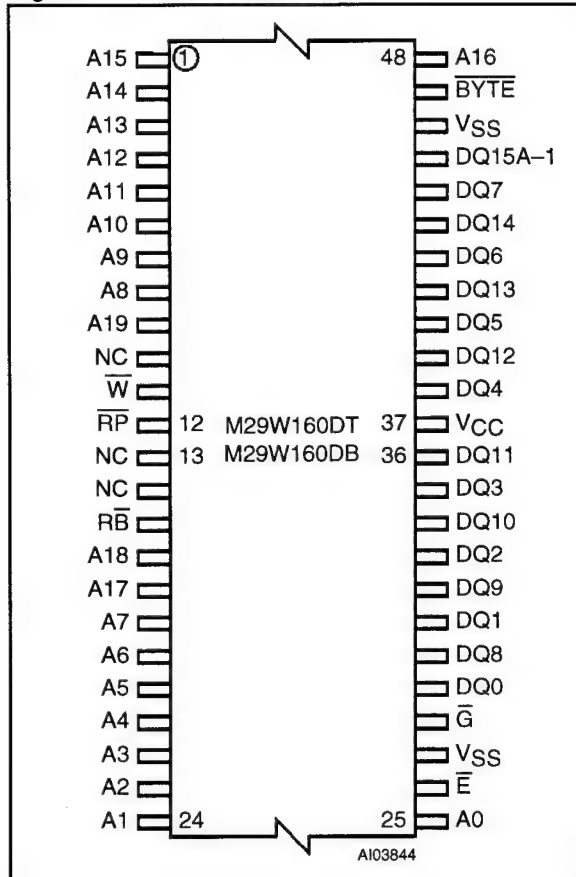 A15 1 48 A16
A14 B̅Y̅T̅E̅
A13 VSS
A12 DQ15A–1
A11 DQ7
A10 DQ14
A9 DQ6
A8 DQ13
A19 DQ5
NC DQ12
W̅ DQ4
R̅P̅ 12 M29W160DT 37 VCC
NC 13 M29W160DB 36 DQ11
NC DQ3
RB̅ DQ10
A18 DQ2
A17 DQ9
A7 DQ1
A6 DQ8
A5 DQ0
A4 G̅
A3 VSS
A2 E̅
A1 24 25 A0
AI03844